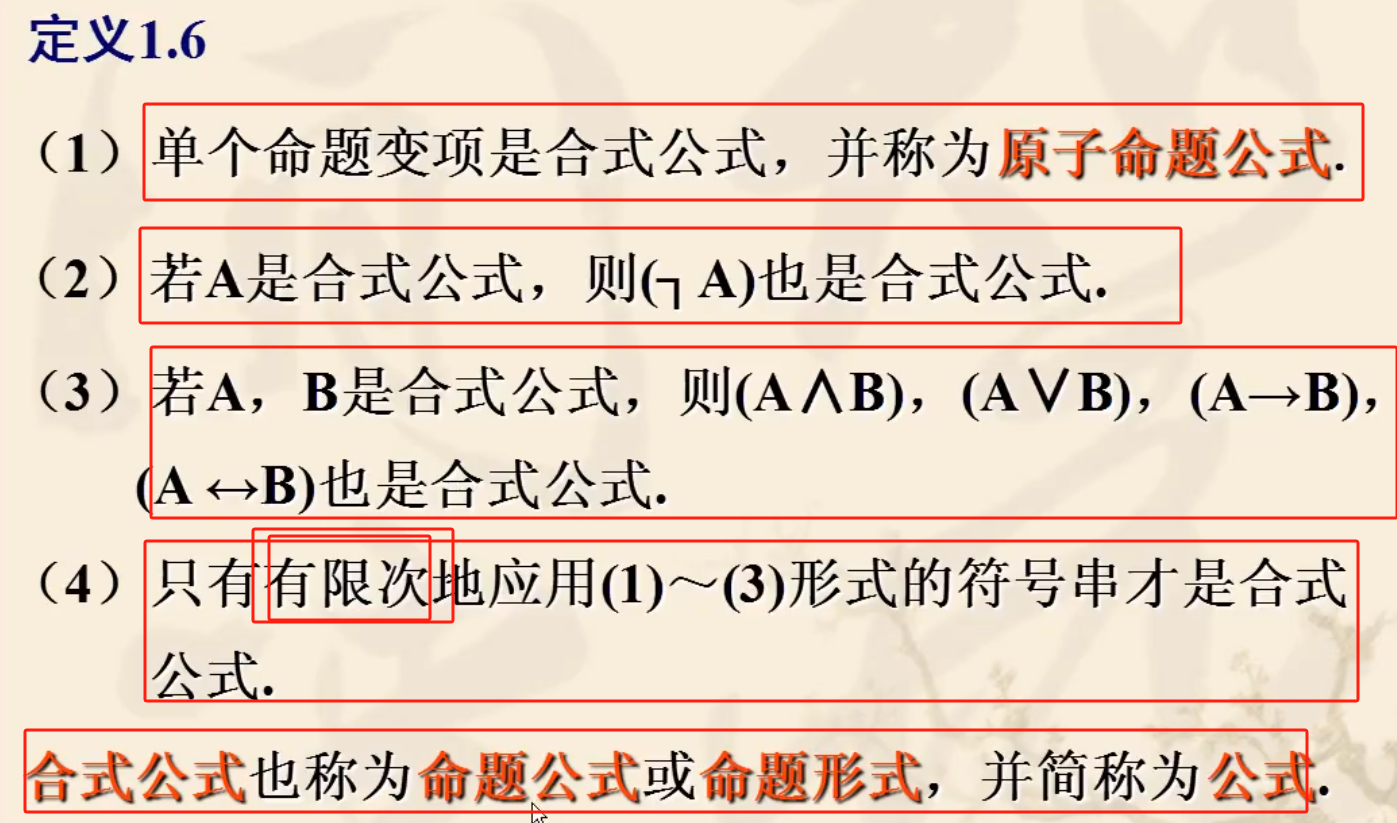 定义1.6
（1）单个命题变项是合式公式，并称为原子命题公式.
（2）若A是合式公式，则(┐A)也是合式公式.
（3）若A，B是合式公式，则(A∧B)，(A∨B)，(A→B)，
(A↔B)也是合式公式.
（4）只有有限次地应用(1)～(3)形式的符号串才是合式
公式.
合式公式也称为命题公式或命题形式，并简称为公式.